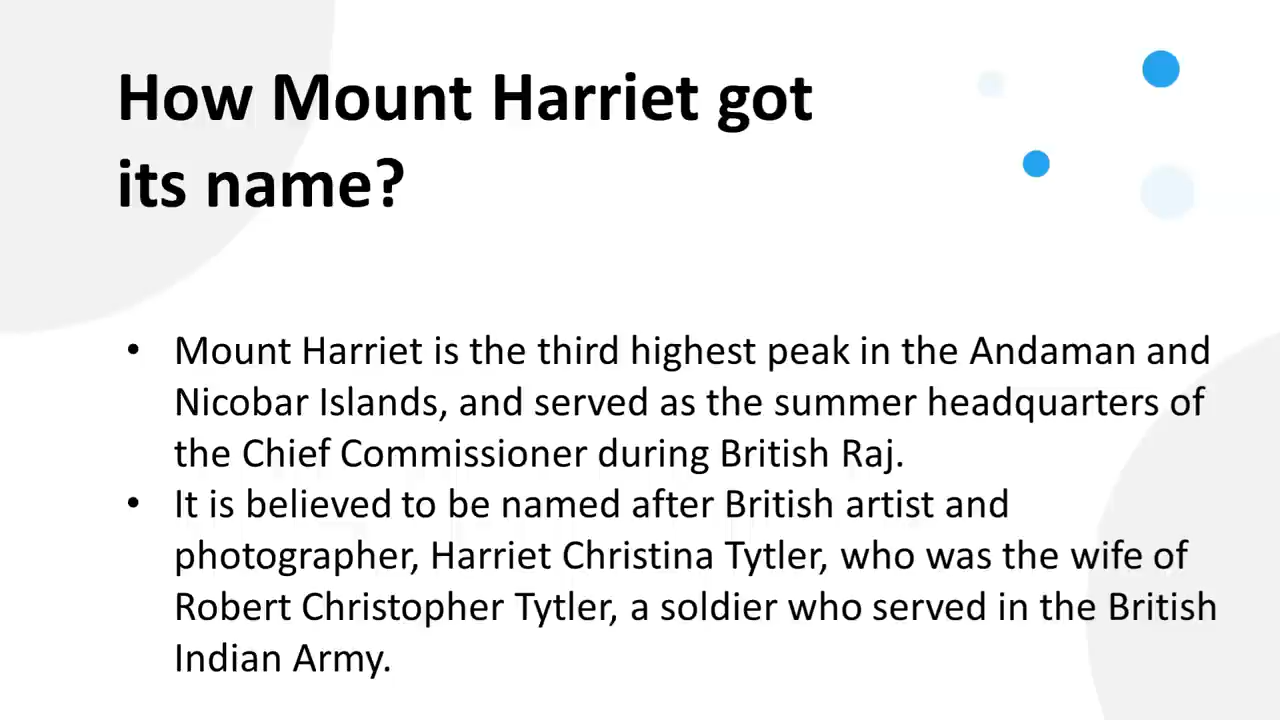 How Mount Harriet got
its name?
• Mount Harriet is the third highest peak in the Andaman and
Nicobar Islands, and served as the summer headquarters of
the Chief Commissioner during British Raj.
• It is believed to be named after British artist and
photographer, Harriet Christina Tytler, who was the wife of
Robert Christopher Tytler, a soldier who served in the British
Indian Army.